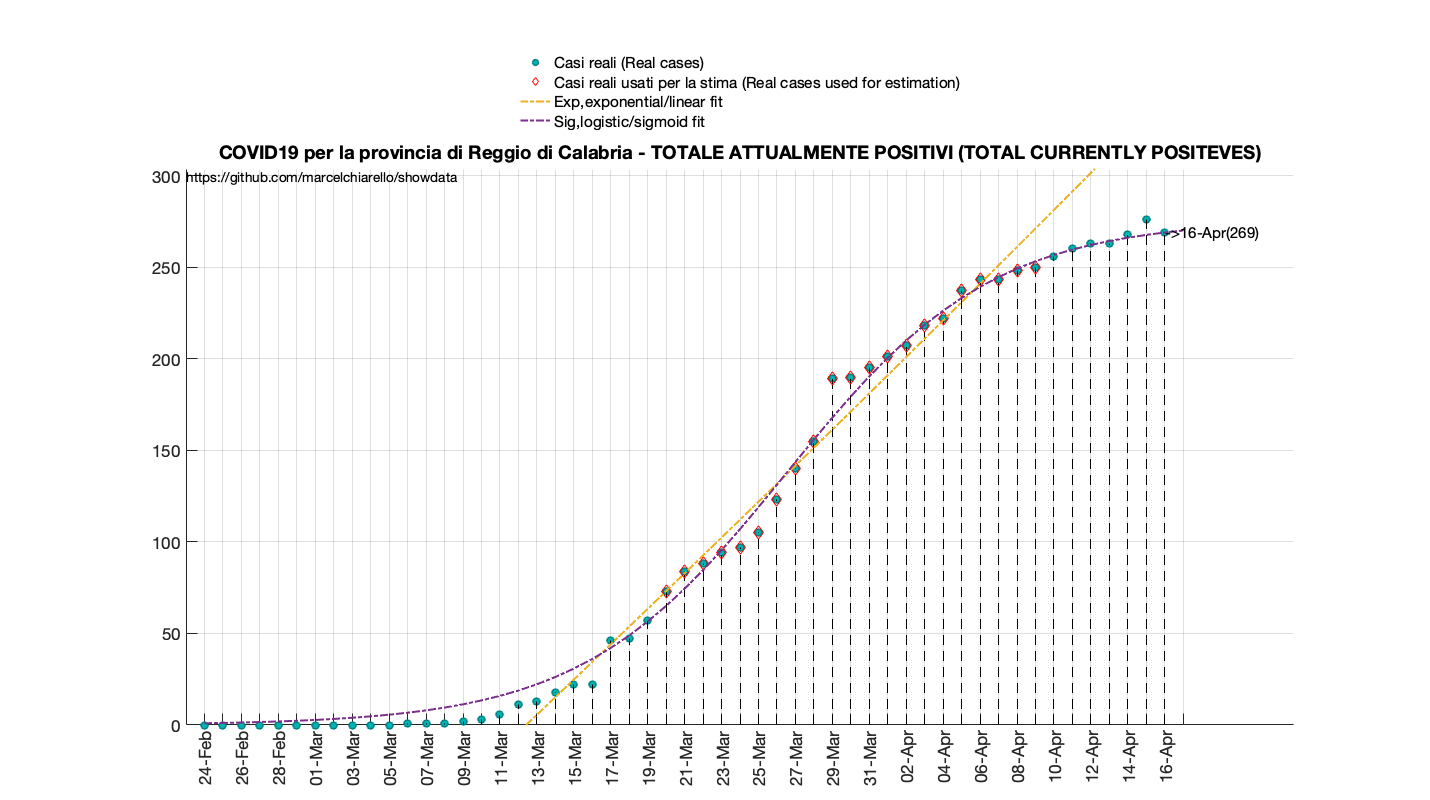 Casi reali (Real cases)
Casi reali usati per la stima (Real cases used for estimation)
Exp,exponential/linear fit
Sig,logistic/sigmoid fit
COVID19 per la provincia di Reggio di Calabria - TOTALE ATTUALMENTE POSITIVI (TOTAL CURRENTLY POSITEVES)
https://github.com/marcelchiarello/showdata
300
250
200
150
100
50
0
->16-Apr(269)
24-Feb
26-Feb
28-Feb
01-Mar
03-Mar
05-Mar
07-Mar
09-Mar
11-Mar
13-Mar
15-Mar
17-Mar
19-Mar
21-Mar
23-Mar
25-Mar
27-Mar
29-Mar
31-Mar
02-Apr
04-Apr
06-Apr
08-Apr
10-Apr
12-Apr
14-Apr
16-Apr